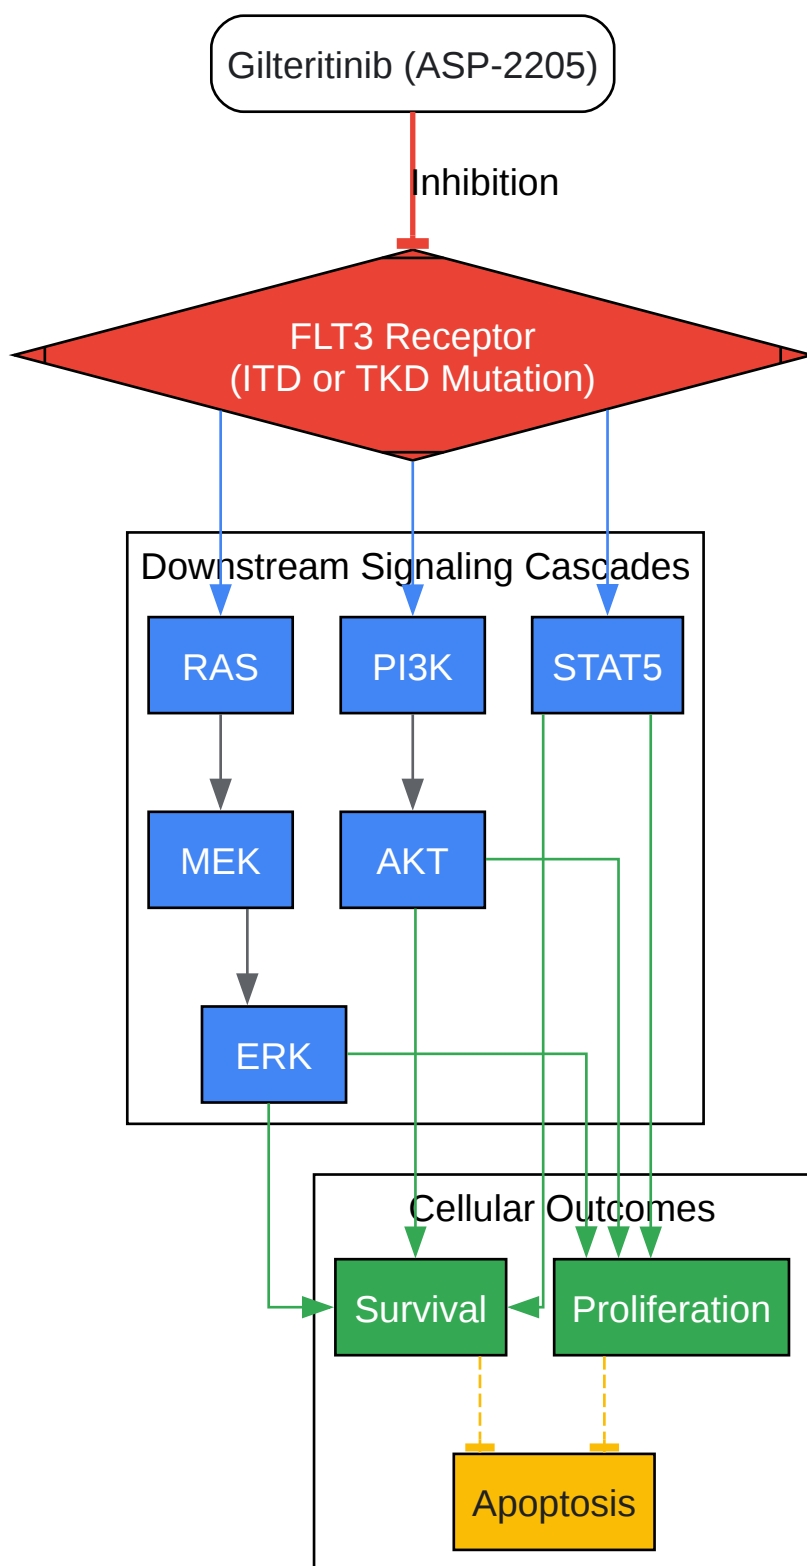 Gilteritinib (ASP-2205)
Inhibition
FLT3 Receptor
(ITD or TKD Mutation)
Downstream Signaling Cascades
RAS
PI3K
STAT5
MEK
AKT
ERK
Cellular Outcomes
Survival
Proliferation
Apoptosis